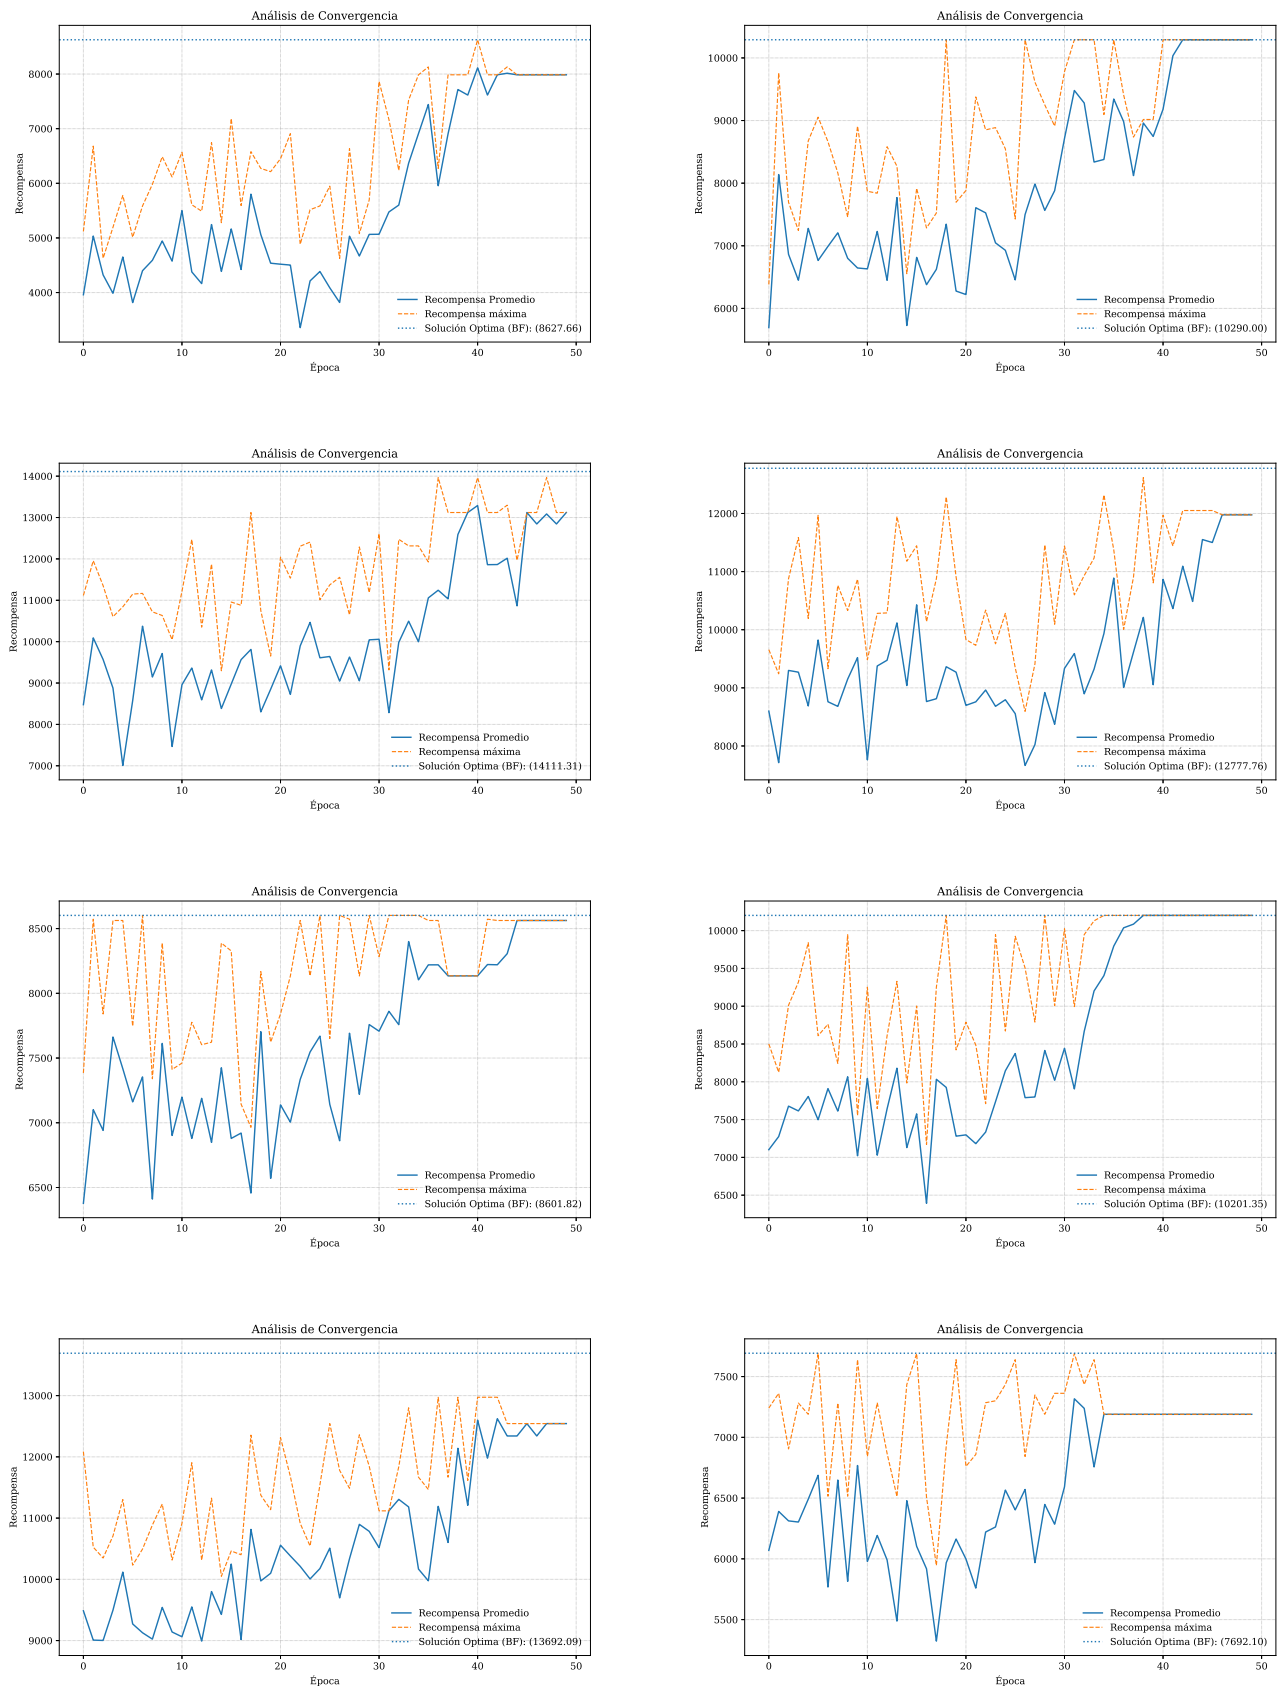 Análisis de Convergencia
Recompensa
8000
7000
6000
5000
4000
Recompensa Promedio
Recompensa máxima
Solución Optima (BF): (8627.66)
0 10 20 30 40 50
Época
Análisis de Convergencia
Recompensa
10000
9000
8000
7000
6000
Recompensa Promedio
Recompensa máxima
Solución Optima (BF): (10290.00)
0 10 20 30 40 50
Época
Análisis de Convergencia
Recompensa
14000
13000
12000
11000
10000
9000
8000
7000
Recompensa Promedio
Recompensa máxima
Solución Optima (BF): (14111.31)
0 10 20 30 40 50
Época
Análisis de Convergencia
Recompensa
12000
11000
10000
9000
8000
Recompensa Promedio
Recompensa máxima
Solución Optima (BF): (12777.76)
0 10 20 30 40 50
Época
Análisis de Convergencia
Recompensa
8500
8000
7500
7000
6500
Recompensa Promedio
Recompensa máxima
Solución Optima (BF): (8601.82)
0 10 20 30 40 50
Época
Análisis de Convergencia
Recompensa
10000
9500
9000
8500
8000
7500
7000
6500
Recompensa Promedio
Recompensa máxima
Solución Optima (BF): (10201.35)
0 10 20 30 40 50
Época
Análisis de Convergencia
Recompensa
13000
12000
11000
10000
9000
Recompensa Promedio
Recompensa máxima
Solución Optima (BF): (13692.09)
0 10 20 30 40 50
Época
Análisis de Convergencia
Recompensa
7500
7000
6500
6000
5500
Recompensa Promedio
Recompensa máxima
Solución Optima (BF): (7692.10)
0 10 20 30 40 50
Época